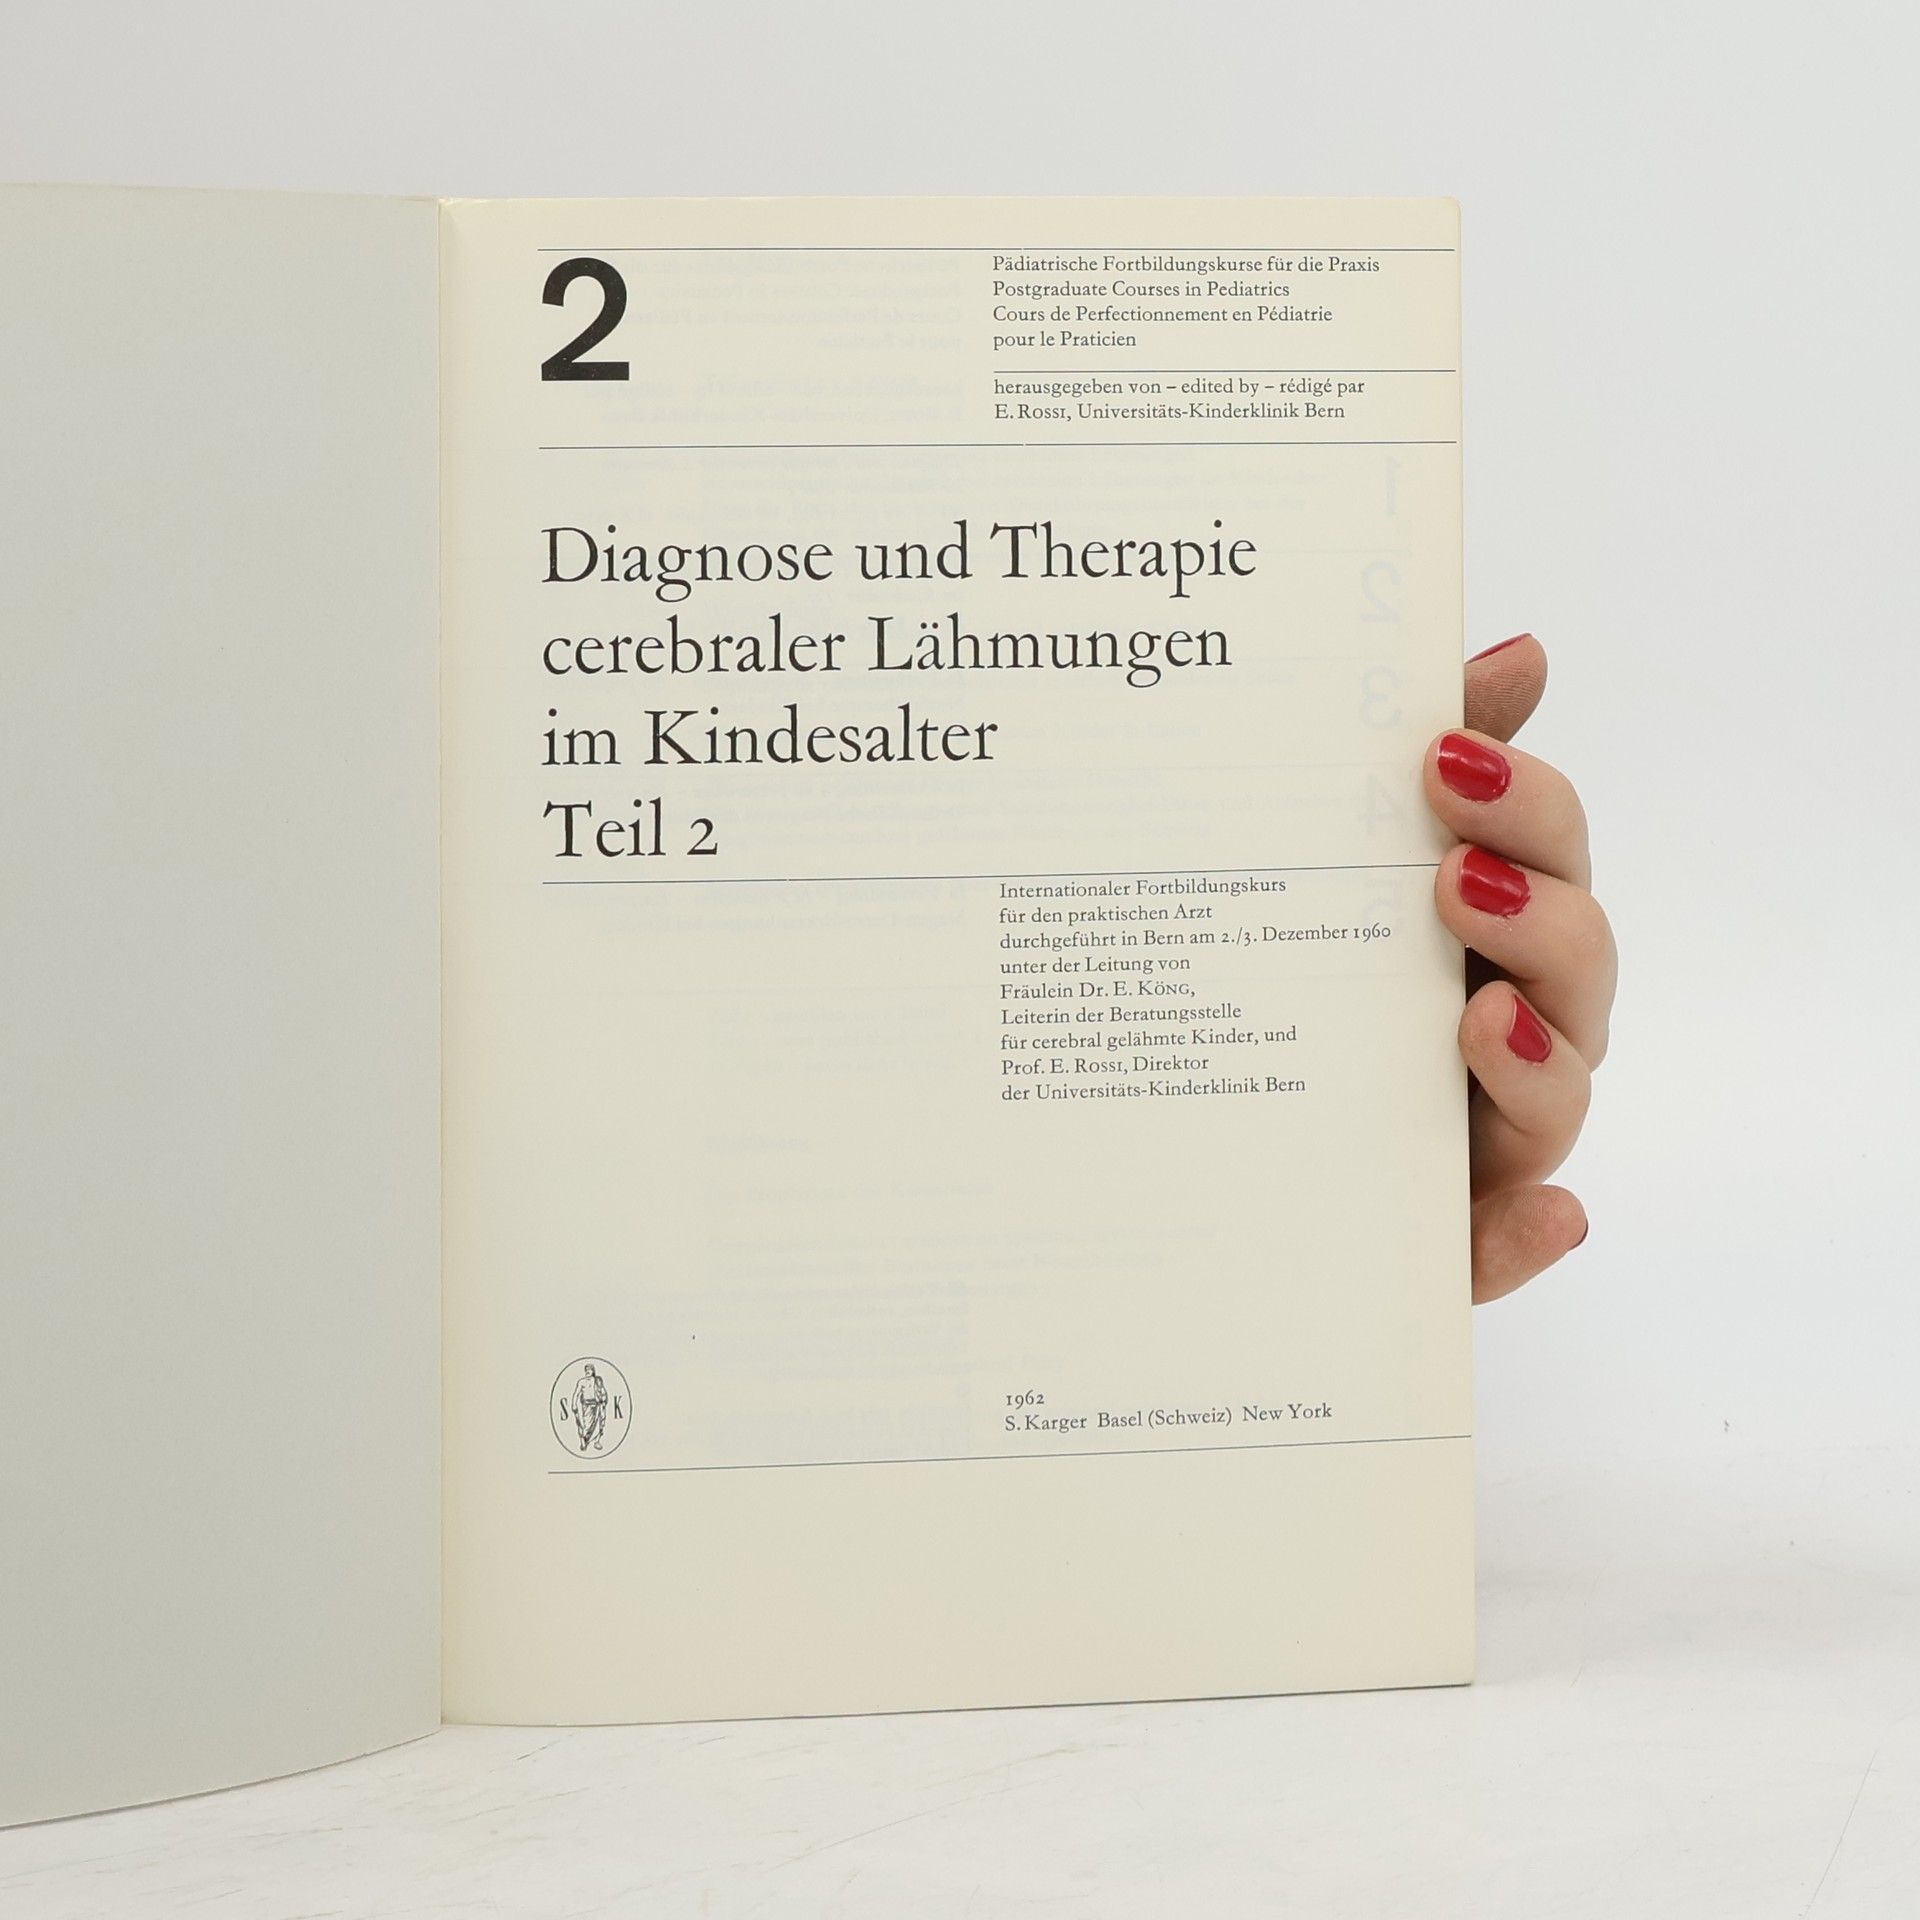 2
Pädiatrische Fortbildungskurse für die Praxis
Postgraduate Courses in Pediatrics
Cours de Perfectionnement en Pédiatrie
pour le Praticien
herausgegeben von – edited by – rédigé par
E. Rossi, Universitäts-Kinderklinik Bern
Diagnose und Therapie
cerebraler Lähmungen
im Kindesalter
Teil 2
Internationaler Fortbildungskurs
für den praktischen Arzt
durchgeführt in Bern am 2./3. Dezember 1960
unter der Leitung von
Fräulein Dr. E. Köng,
Leiterin der Beratungsstelle
für cerebral gelähmte Kinder, und
Prof. E. Rossi, Direktor
der Universitäts-Kinderklinik Bern
S K
1962
S. Karger Basel (Schweiz) New York